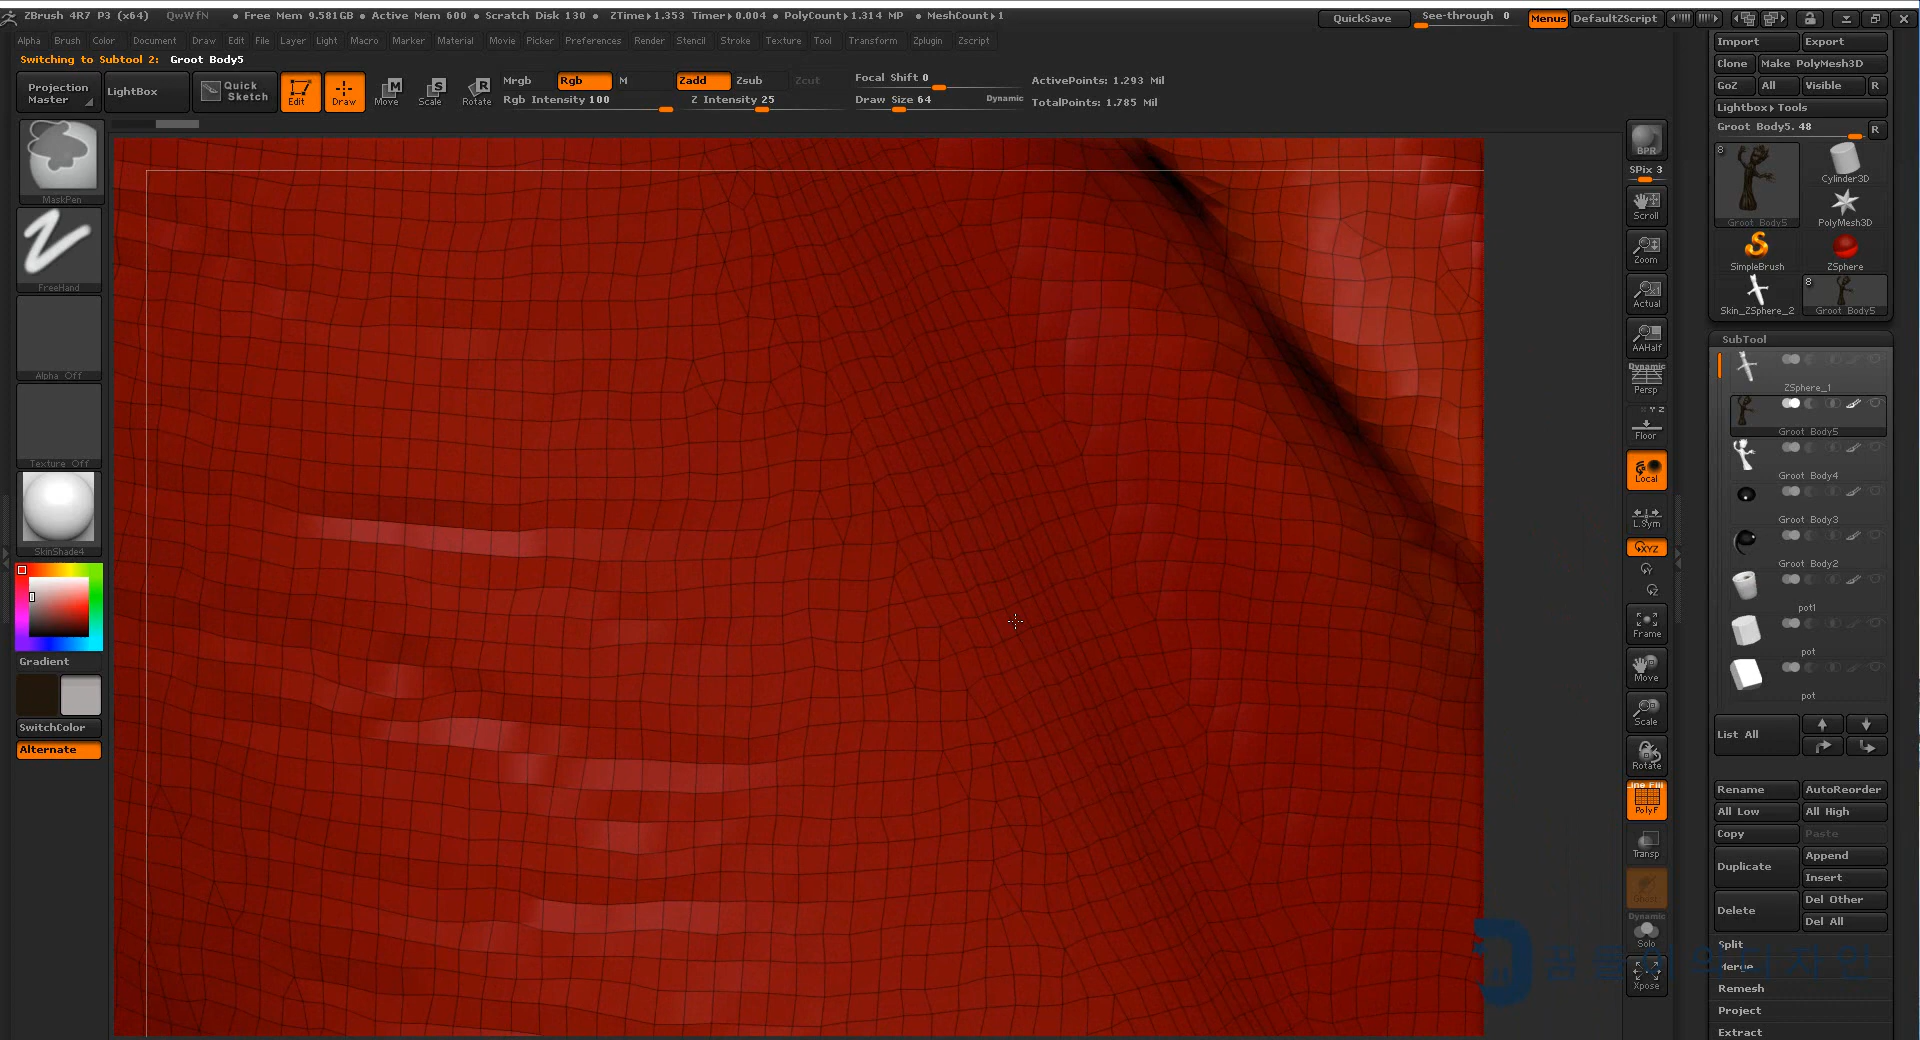 ZBrush 4R7 P3 (x64) QwWfN • Free Mem 9.581GB • Active Mem 600 • Scratch Disk 130 • ZTime▸1.353 Timer▸0.004 • PolyCount▸1.314 MP • MeshCount▸1
QuickSave See-through 0 Menus DefaultZScript
Alpha Brush Color Document Draw Edit File Layer Light Macro Marker Material Movie Picker Preferences Render Stencil Stroke Texture Tool Transform Zplugin Zscript
Switching to Subtool 2: Groot Body5
Projection Master
LightBox
Quick Sketch
Edit
Draw
Move
Scale
Rotate
Mrgb Rgb M Zadd Zsub Zcut
Rgb Intensity 100 Z Intensity 25
Focal Shift 0
Draw Size 64 Dynamic
ActivePoints: 1.293 Mil
TotalPoints: 1.785 Mil
MaskPen
FreeHand
Alpha Off
Texture Off
SkinShade4
Gradient
SwitchColor
Alternate
BPR
SPix 3
Scroll
Zoom
Actual
AAHalf
Dynamic
Persp
Floor
Local
L.Sym
XYZ
Frame
Move
Scale
Rotate
Line Fill
PolyF
Transp
Ghost
Dynamic
Solo
Xpose
Import Export
Clone Make PolyMesh3D
GoZ All Visible R
Lightbox▸Tools
Groot Body5. 48 R
8
Groot Body5
Cylinder3D
PolyMesh3D
SimpleBrush
ZSphere
Skin_ZSphere_2
8
Groot Body5
SubTool
ZSphere_1
Groot Body5
Groot Body4
Groot Body3
Groot Body2
pot1
pot
pot
List All
Rename AutoReorder
All Low All High
Copy Paste
Duplicate Append
Insert
Delete Del Other
Del All
Split
Merge
Remesh
Project
Extract